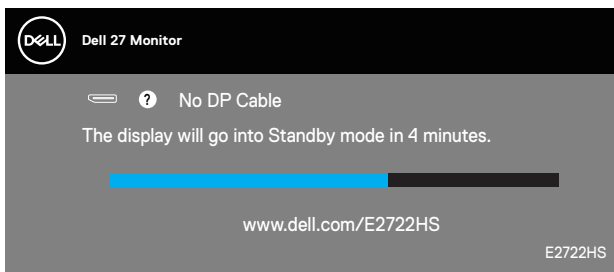 DELL
Dell 27 Monitor
? No DP Cable
The display will go into Standby mode in 4 minutes.
www.dell.com/E2722HS
E2722HS